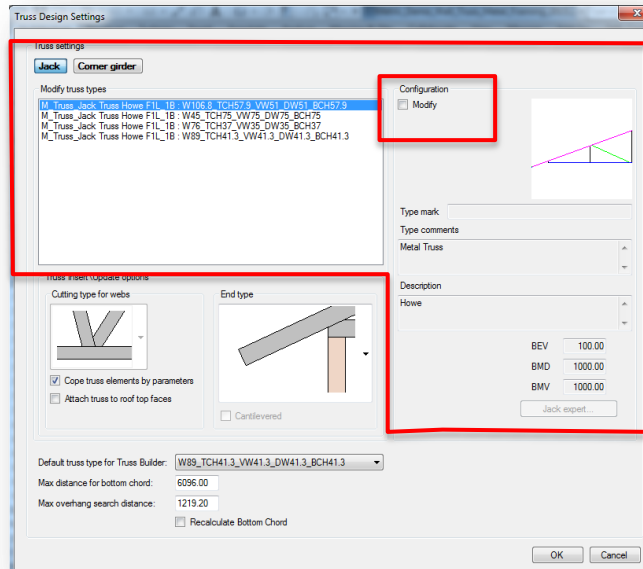 Truss Design Settings
Truss settings
Jack
Corner girder
Modify truss types
M_Truss_Jack Truss Howe F1L_1B : W106.8_TCH57.9_VW51_DW51_BCH57.9
M_Truss_Jack Truss Howe F1L_1B : W45_TCH75_VW75_DW75_BCH75
M_Truss_Jack Truss Howe F1L_1B : W76_TCH37_VW35_DW35_BCH37
M_Truss_Jack Truss Howe F1L_1B : W89_TCH41.3_VW41.3_DW41.3_BCH41.3
Configuration
Modify
Type mark
Type comments
Metal Truss
Description
Howe
BEV 100.00
BMD 1000.00
BMV 1000.00
Jack expert...
Truss Insert \Update options
Cutting type for webs
End type
Cope truss elements by parameters
Attach truss to roof top faces
Cantilevered
Default truss type for Truss Builder: W89_TCH41.3_VW41.3_DW41.3_BCH41.3
Max distance for bottom chord: 6096.00
Max overhang search distance: 1219.20
Recalculate Bottom Chord
OK
Cancel